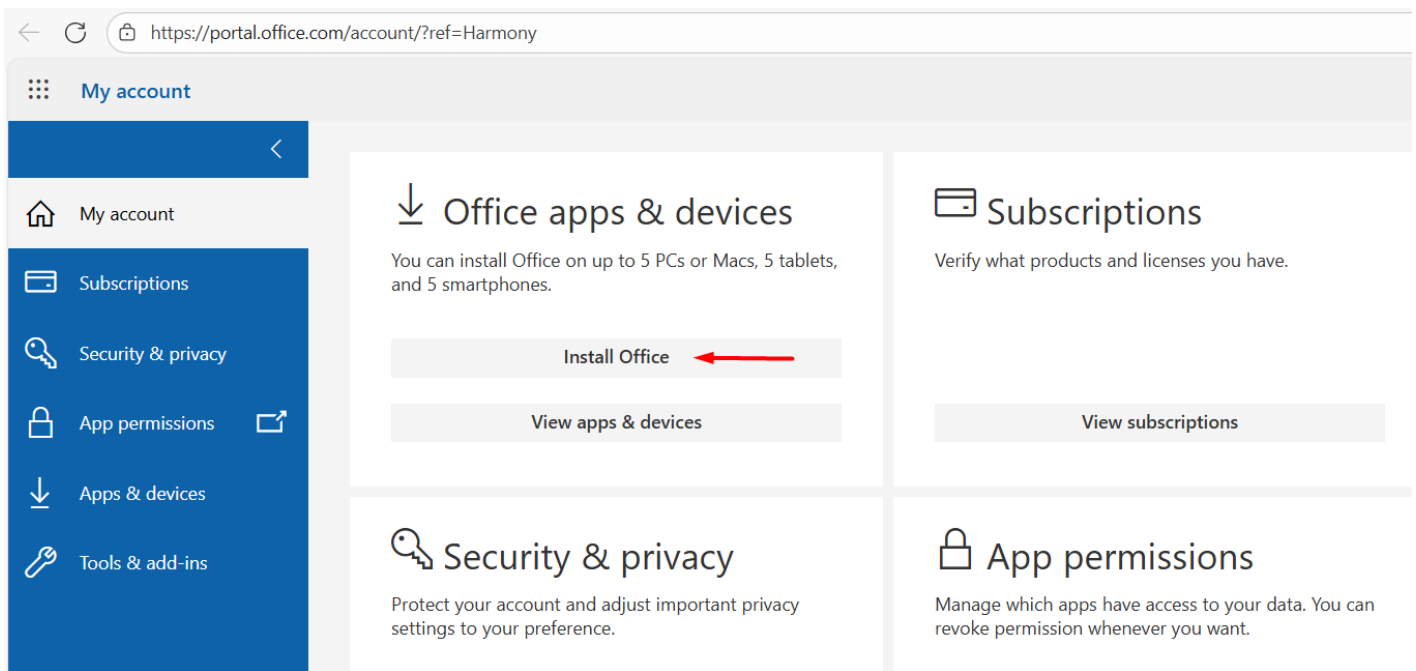 https://portal.office.com/account/?ref=Harmony
My account
My account
Subscriptions
Security & privacy
App permissions
Apps & devices
Tools & add-ins
Office apps & devices
You can install Office on up to 5 PCs or Macs, 5 tablets,
and 5 smartphones.
Install Office
View apps & devices
Subscriptions
Verify what products and licenses you have.
View subscriptions
Security & privacy
Protect your account and adjust important privacy
settings to your preference.
App permissions
Manage which apps have access to your data. You can
revoke permission whenever you want.